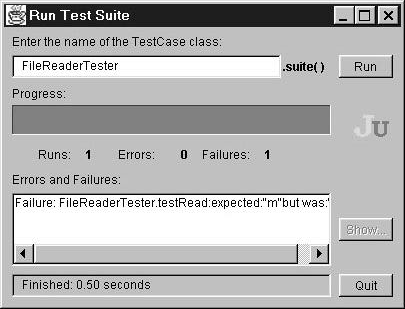 Run Test Suite
Enter the name of the TestCase class:
FileReaderTester .suite() Run
Progress:
JU
Runs: 1 Errors: 0 Failures: 1
Errors and Failures:
Failure: FileReaderTester.testRead:expected:"m"but was:"
Show...
Finished: 0.50 seconds Quit